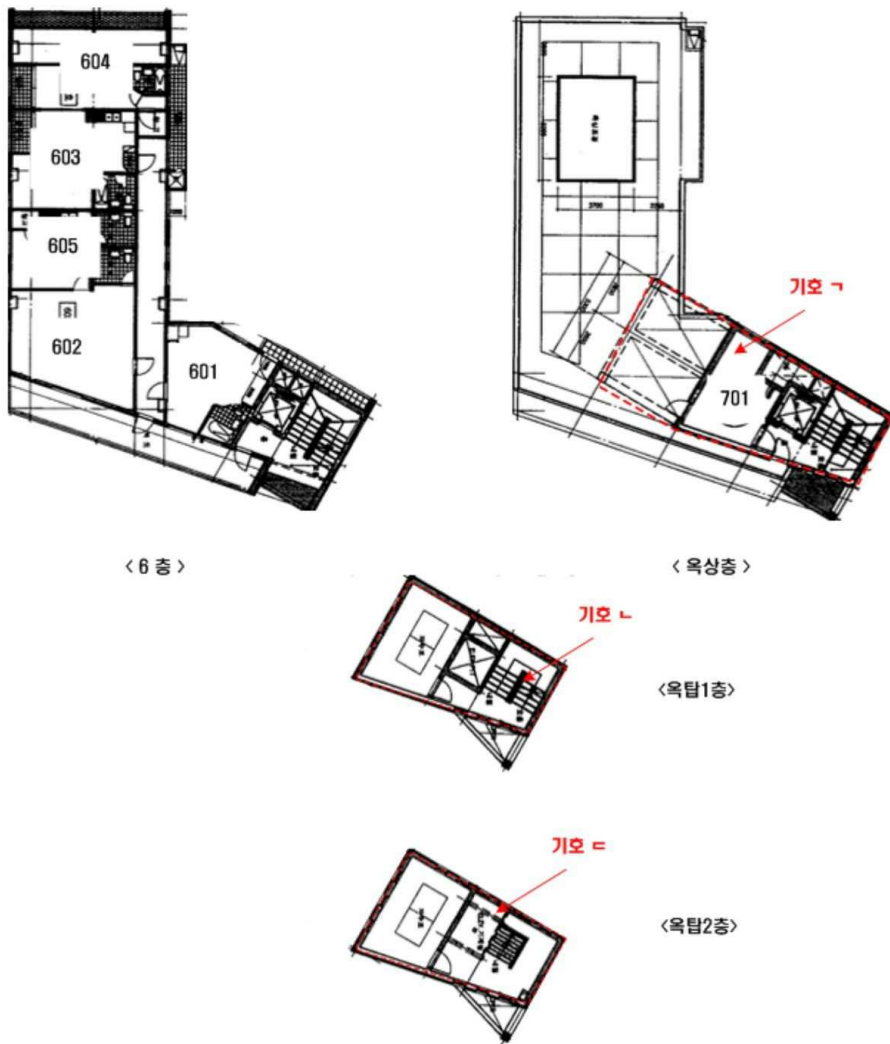 604
603
605
602
601
기호 ㄱ
701
3700
< 6 층 >
< 옥상층 >
기호 ㄴ
<옥탑1층>
기호 ㄷ
<옥탑2층>